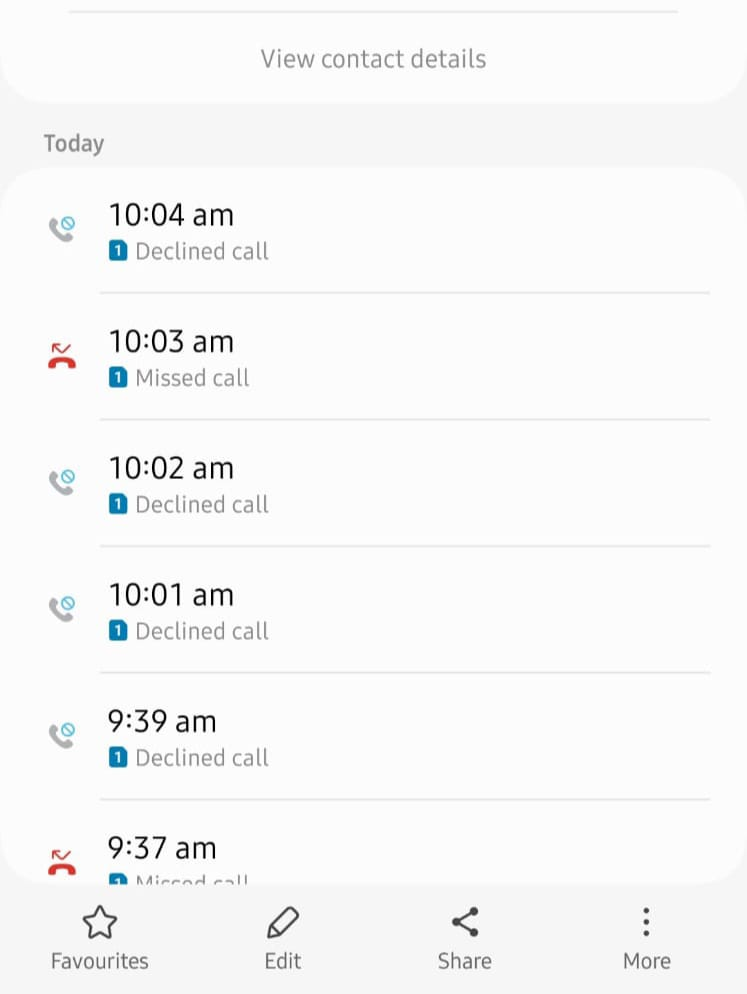 View contact details
Today
10:04 am
1 Declined call
10:03 am
1 Missed call
10:02 am
1 Declined call
10:01 am
1 Declined call
9:39 am
1 Declined call
9:37 am
1 Missed call
Favourites
Edit
Share
More